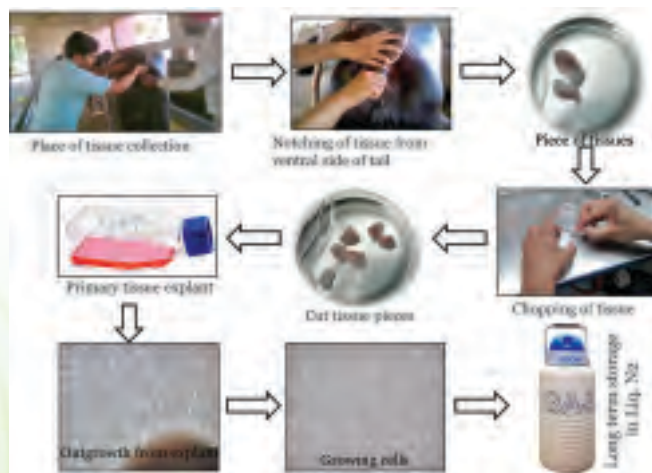 Place of tissue collection
Notching of tissue from
ventral side of tail
Piece of tissues
Chopping of tissue
Cut tissue pieces
Primary tissue explant
Outgrowth from explant
Growing cells
Long term storage
in Liq. N2